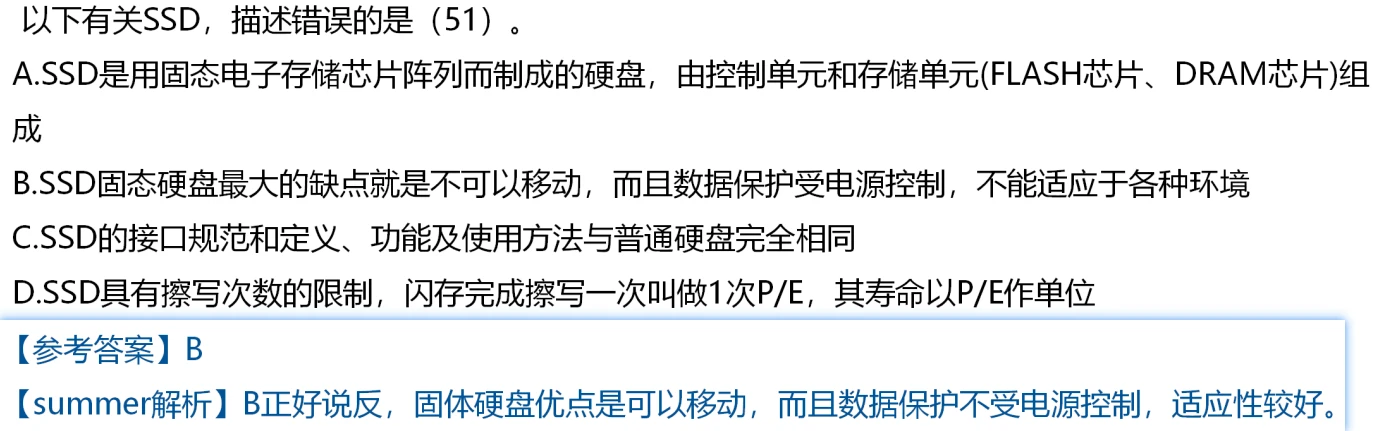 以下有关SSD，描述错误的是（51）。
A.SSD是用固态电子存储芯片阵列而制成的硬盘，由控制单元和存储单元(FLASH芯片、DRAM芯片)组
成
B.SSD固态硬盘最大的缺点就是不可以移动，而且数据保护受电源控制，不能适应于各种环境
C.SSD的接口规范和定义、功能及使用方法与普通硬盘完全相同
D.SSD具有擦写次数的限制，闪存完成擦写一次叫做1次P/E，其寿命以P/E作单位
【参考答案】B
【summer解析】B正好说反，固体硬盘优点是可以移动，而且数据保护不受电源控制，适应性较好。